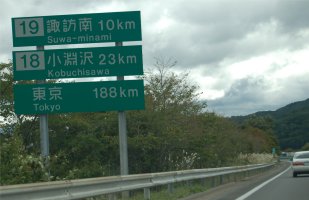 19 諏訪南 10km
Suwa-minami
18 小淵沢 23km
Kobuchisawa
東京 188km
Tokyo